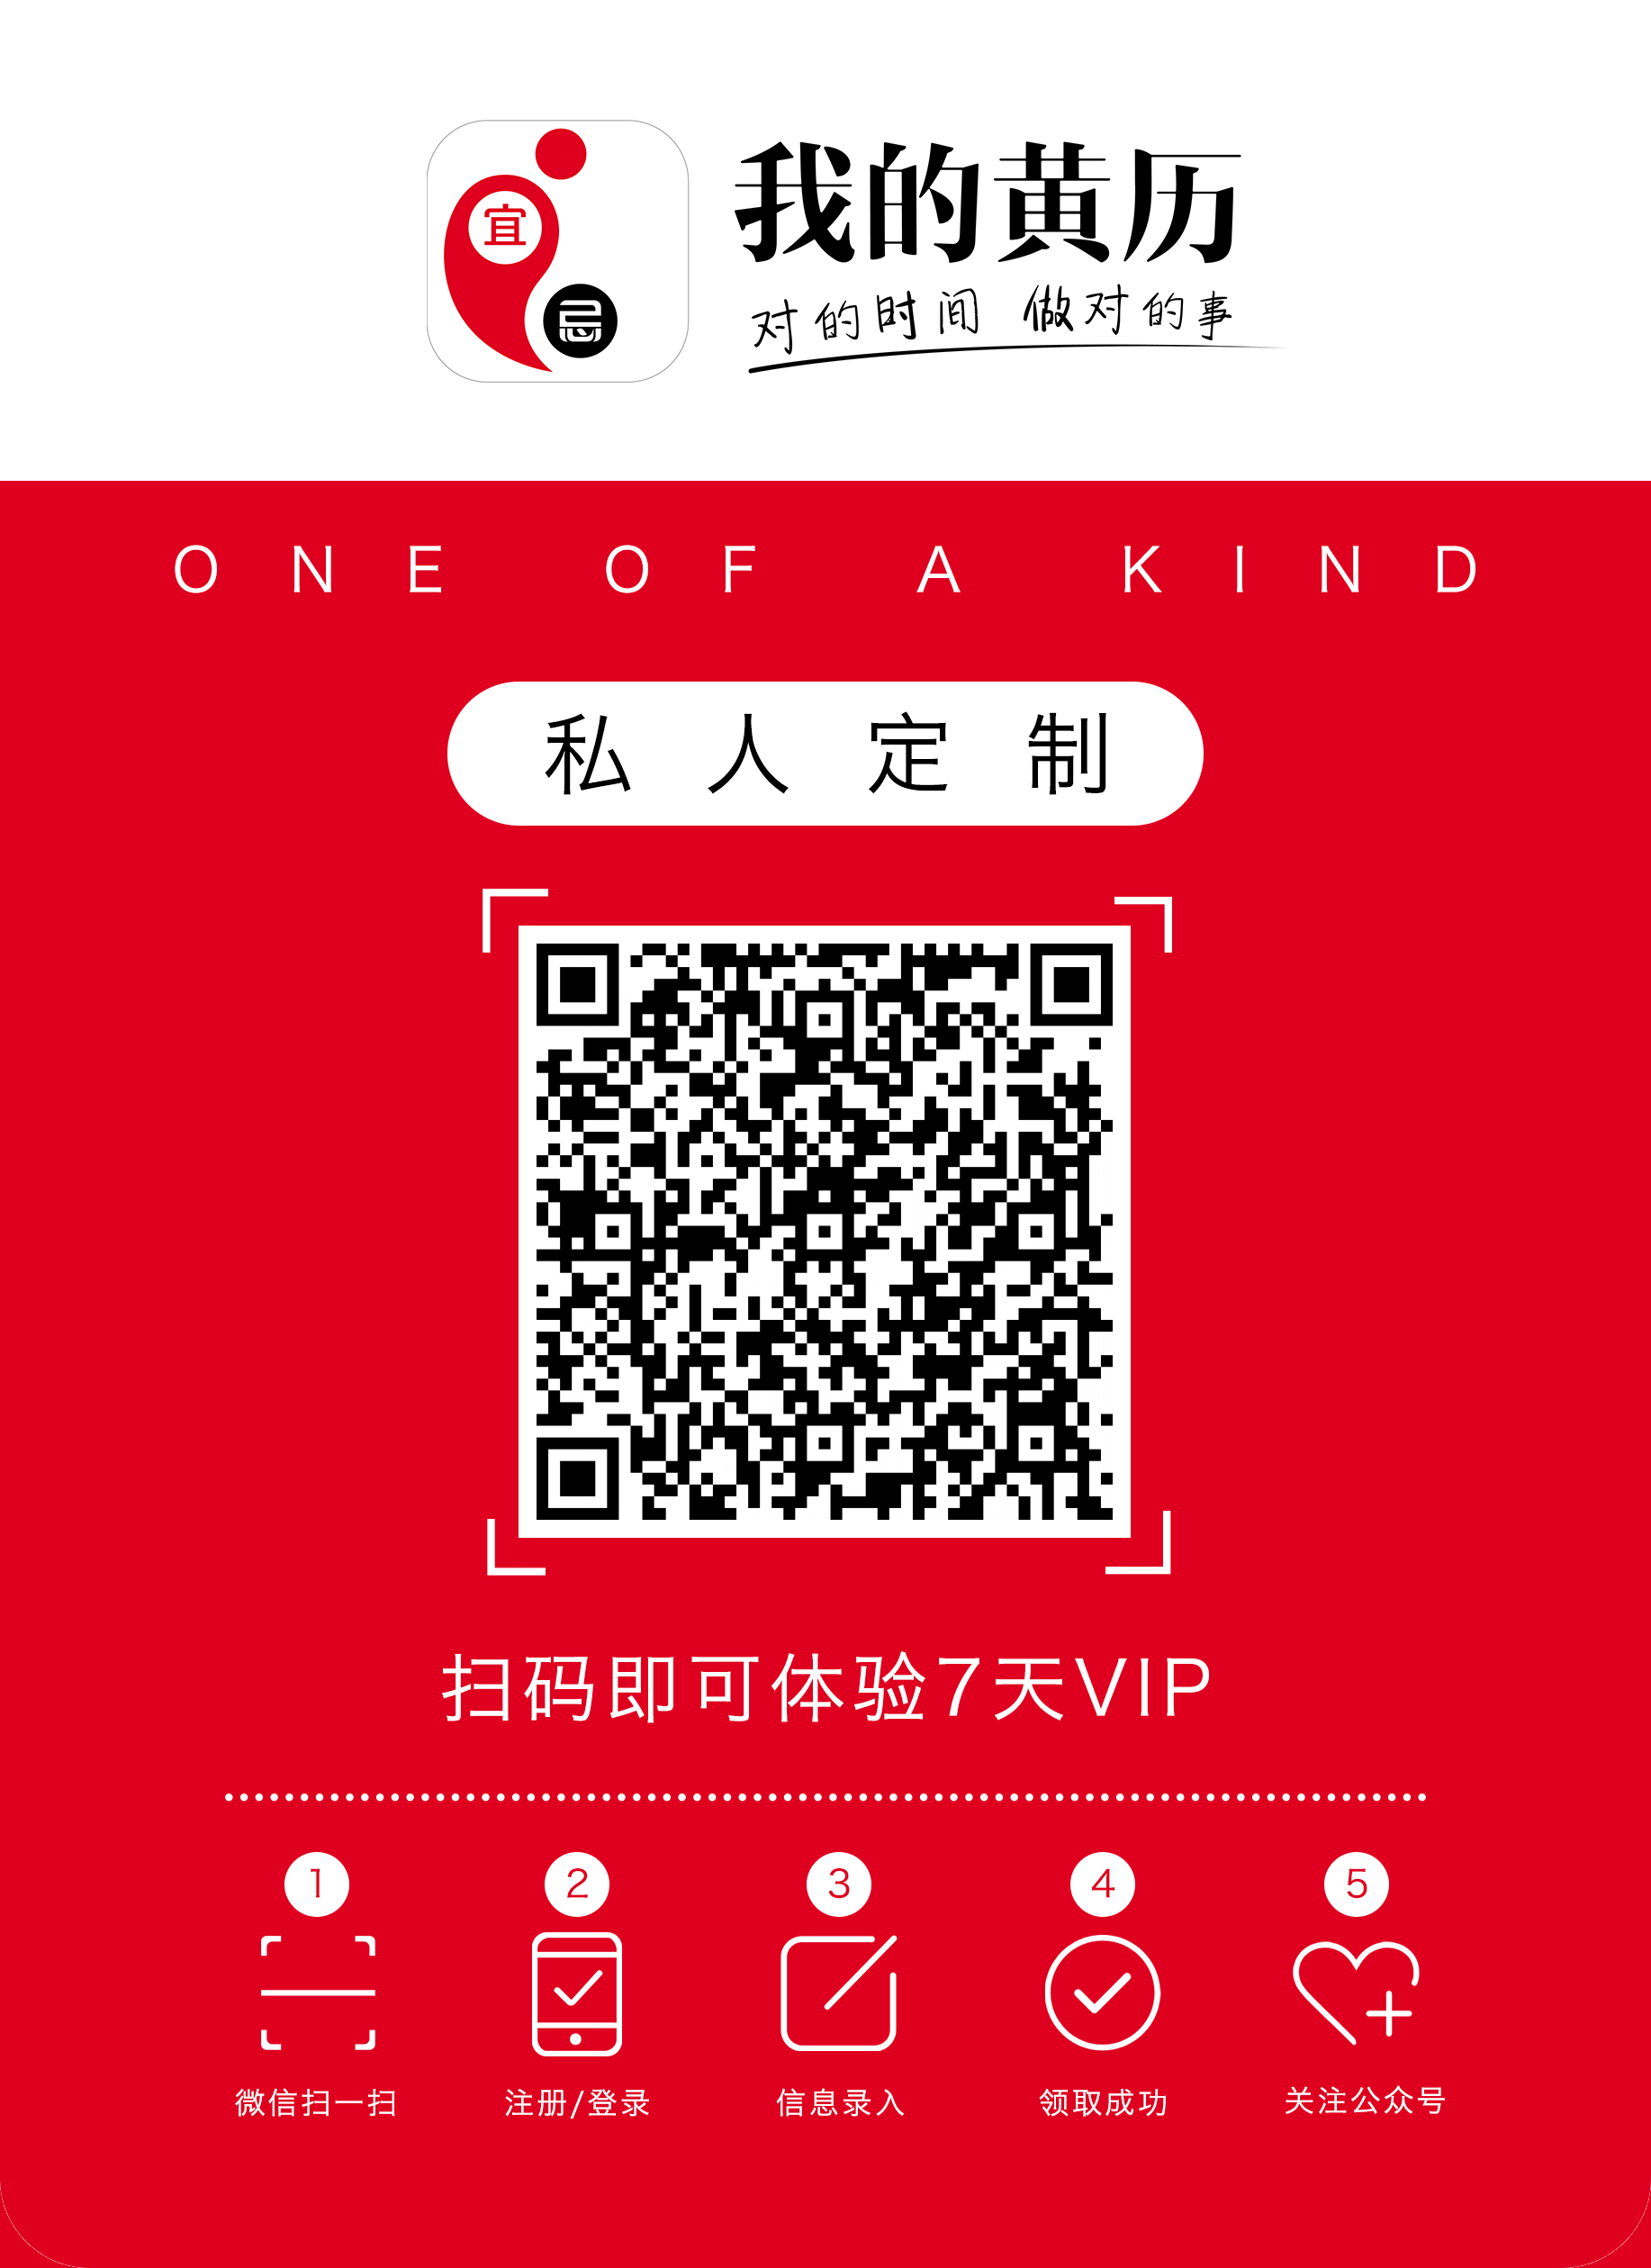 宜
忌
我的黄历
对的时间 做对的事
ONE OF A KIND
私人定制
扫码即可体验7天VIP
1 2 3 4 5
微信扫一扫 注册/登录 信息录入 领取成功 关注公众号